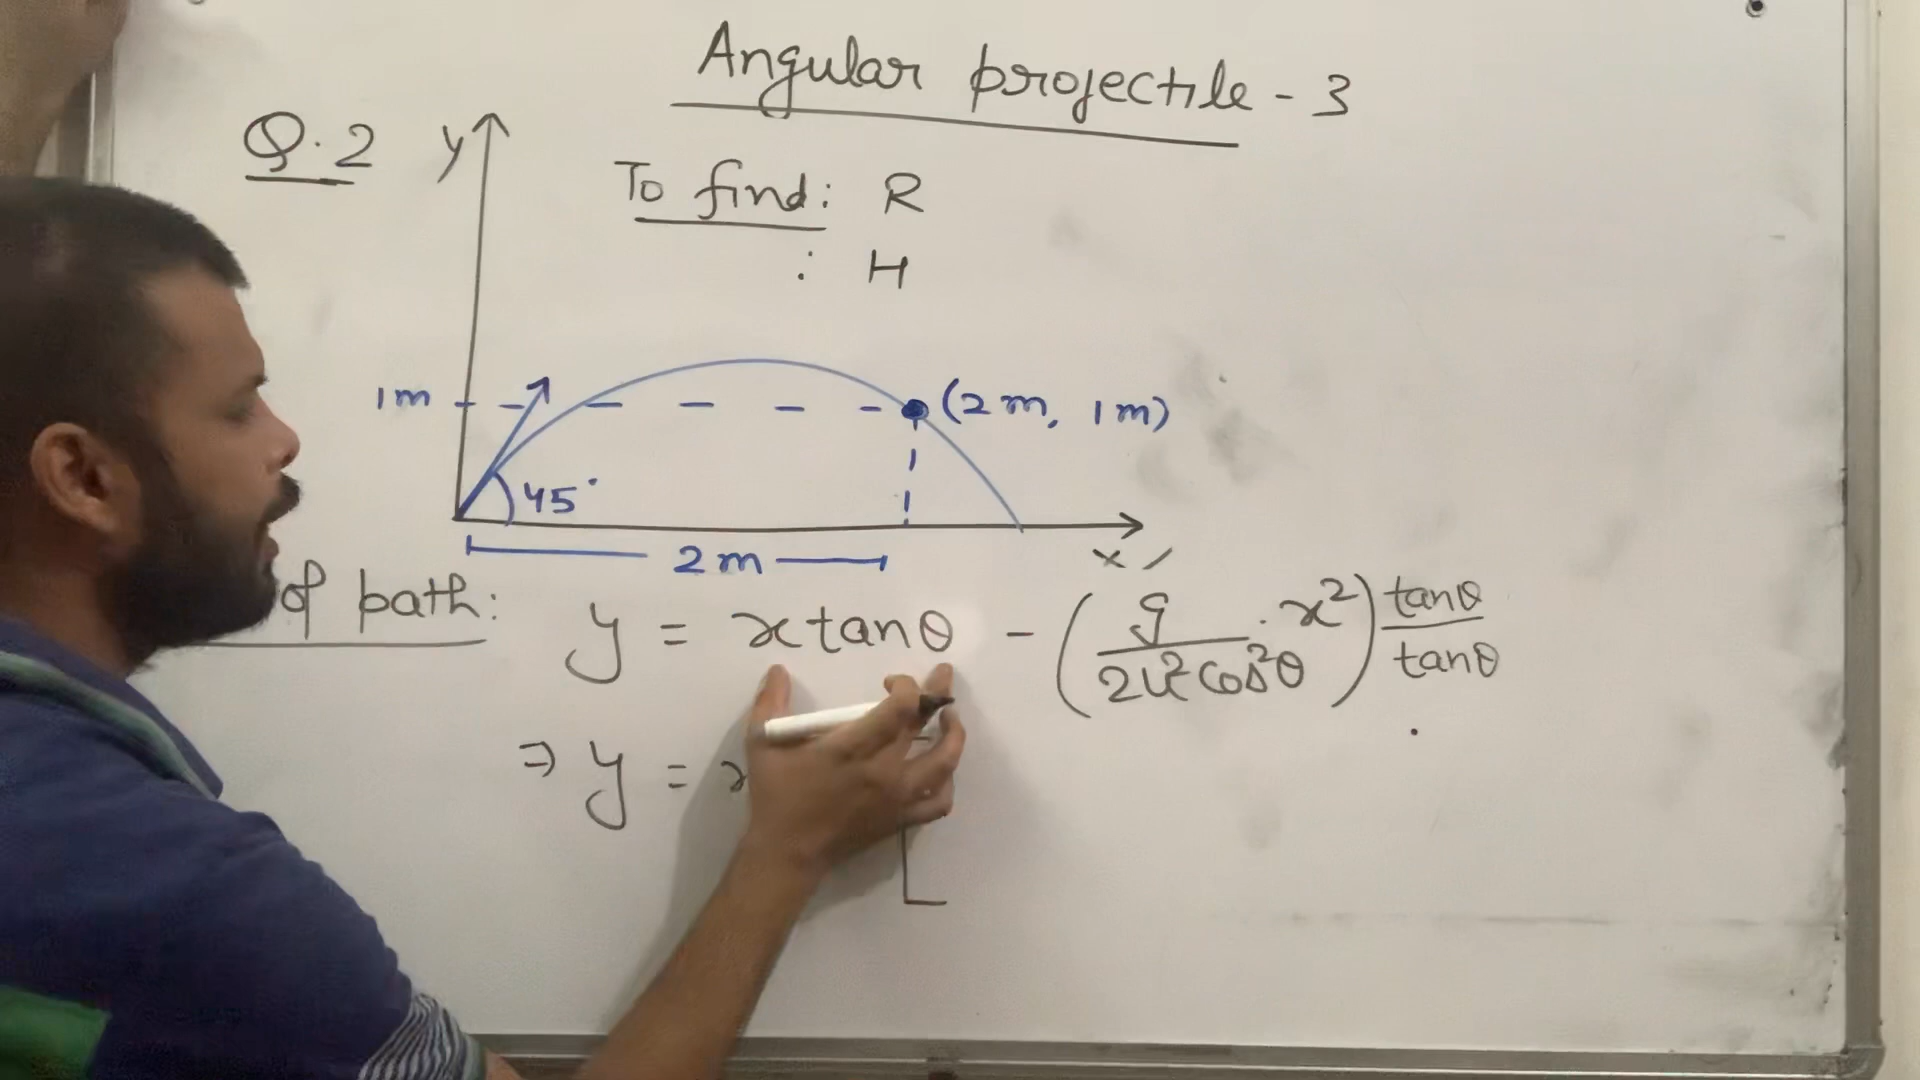 Angular projectile - 3
Q.2
y
To find: R
: H
1m
(2m, 1m)
45°
x
2m
of path: y = x tanθ - (g/2u²cos²θ . x²) tanθ/tanθ
⇒ y = x [